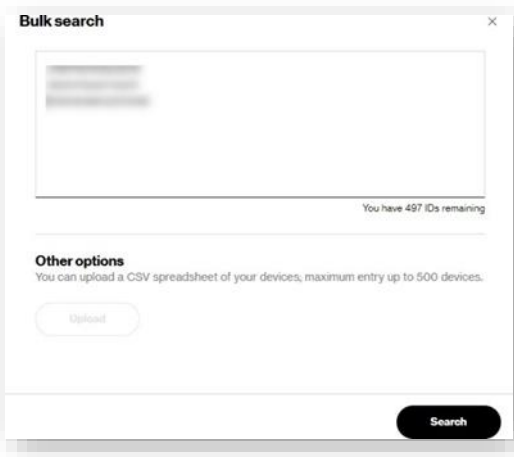 Bulk search
You have 497 IDs remaining
Other options
You can upload a CSV spreadsheet of your devices, maximum entry up to 500 devices.
Upload
Search